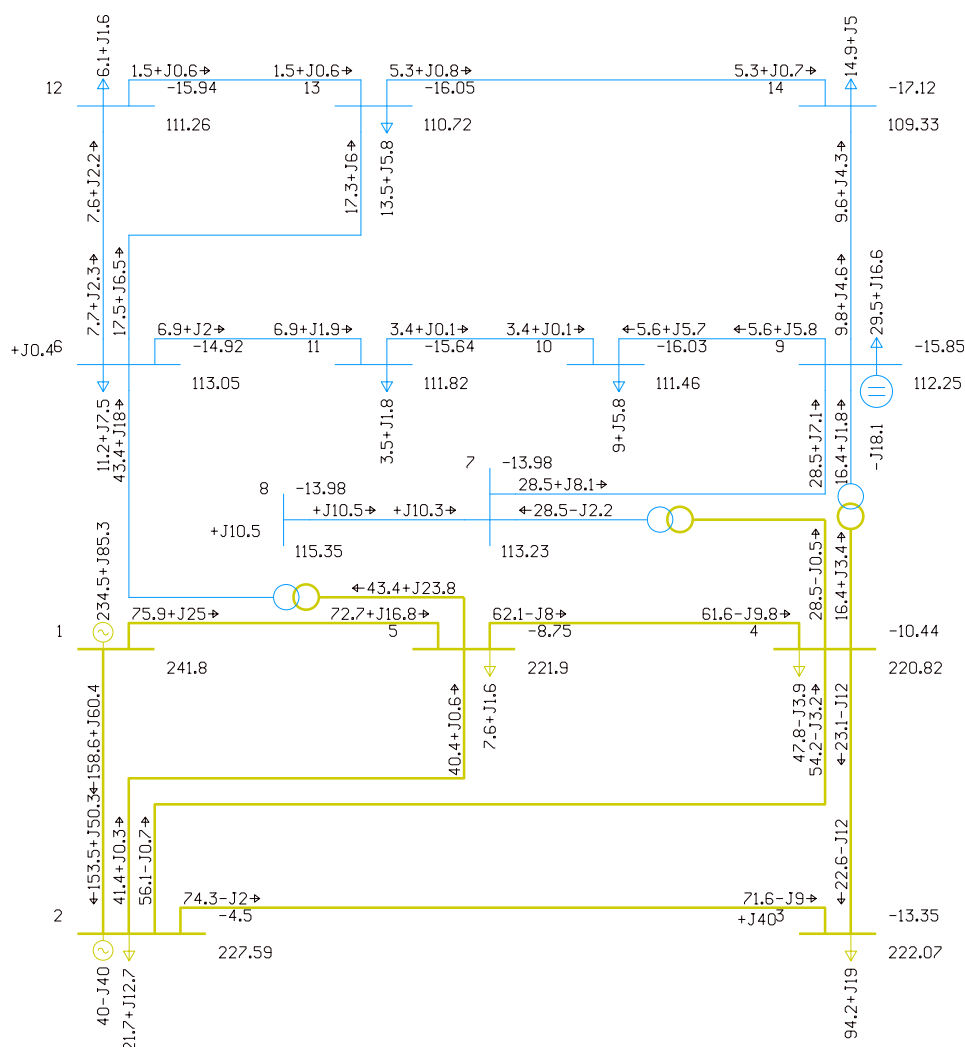 6.1+J1.6
14.9+J5
1.5+J0.6→
1.5+J0.6→
5.3+J0.8→
5.3+J0.7→
12
-15.94
13
-16.05
14
-17.12
111.26
110.72
109.33
7.6+J2.2→
17.3+J6→
13.5+J5.8
9.6+J4.3→
7.7+J2.3→
17.5+J6.5→
9.8+J4.6→
29.5+J16.6
6.9+J2→
6.9+J1.9→
3.4+J0.1→
3.4+J0.1→
←5.6+J5.7
←5.6+J5.8
+J0.4
6
-14.92
11
-15.64
10
-16.03
9
-15.85
113.05
111.82
111.46
112.25
11.2+J7.5
43.4+J18→
3.5+J1.8
9+J5.8
28.5+J7.1→
16.4+J1.8→
-J18.1
7
-13.98
8
-13.98
28.5+J8.1→
+J10.5
+J10.5→
+J10.3→
←28.5-J2.2
115.35
113.23
234.5+J85.3
←43.4+J23.8
28.5-J0.5→
16.4+J3.4→
75.9+J25→
72.7+J16.8→
62.1-J8→
61.6-J9.8→
1
5
-8.75
4
-10.44
241.8
221.9
220.82
←158.6+J60.4
40.4+J0.6→
7.6+J1.6
47.8-J3.9
54.2-J3.2→
←23.1-J12
←153.5+J50.3
41.4+J0.3→
56.1-J0.7→
←22.6-J12
74.3-J2→
71.6-J9→
2
-4.5
+J40
3
-13.35
227.59
222.07
40-J40
21.7+J12.7
94.2+J19